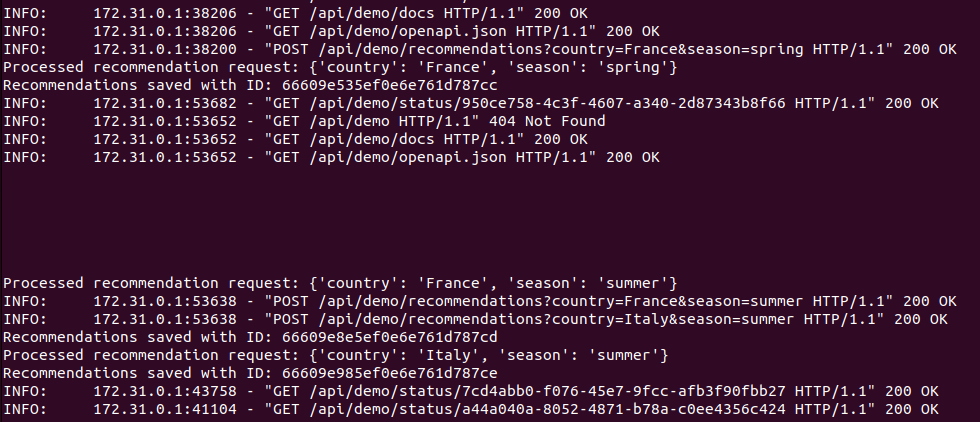 INFO:     172.31.0.1:38206 - "GET /api/demo/docs HTTP/1.1" 200 OK
INFO:     172.31.0.1:38206 - "GET /api/demo/openapi.json HTTP/1.1" 200 OK
INFO:     172.31.0.1:38200 - "POST /api/demo/recommendations?country=France&season=spring HTTP/1.1" 200 OK
Processed recommendation request: {'country': 'France', 'season': 'spring'}
Recommendations saved with ID: 66609e535ef0e6e761d787cc
INFO:     172.31.0.1:53682 - "GET /api/demo/status/950ce758-4c3f-4607-a340-2d87343b8f66 HTTP/1.1" 200 OK
INFO:     172.31.0.1:53652 - "GET /api/demo HTTP/1.1" 404 Not Found
INFO:     172.31.0.1:53652 - "GET /api/demo/docs HTTP/1.1" 200 OK
INFO:     172.31.0.1:53652 - "GET /api/demo/openapi.json HTTP/1.1" 200 OK
Processed recommendation request: {'country': 'France', 'season': 'summer'}
INFO:     172.31.0.1:53638 - "POST /api/demo/recommendations?country=France&season=summer HTTP/1.1" 200 OK
INFO:     172.31.0.1:53638 - "POST /api/demo/recommendations?country=Italy&season=summer HTTP/1.1" 200 OK
Recommendations saved with ID: 66609e8e5ef0e6e761d787cd
Processed recommendation request: {'country': 'Italy', 'season': 'summer'}
Recommendations saved with ID: 66609e985ef0e6e761d787ce
INFO:     172.31.0.1:43758 - "GET /api/demo/status/7cd4abb0-f076-45e7-9fcc-afb3f90fbb27 HTTP/1.1" 200 OK
INFO:     172.31.0.1:41104 - "GET /api/demo/status/a44a040a-8052-4871-b78a-c0ee4356c424 HTTP/1.1" 200 OK